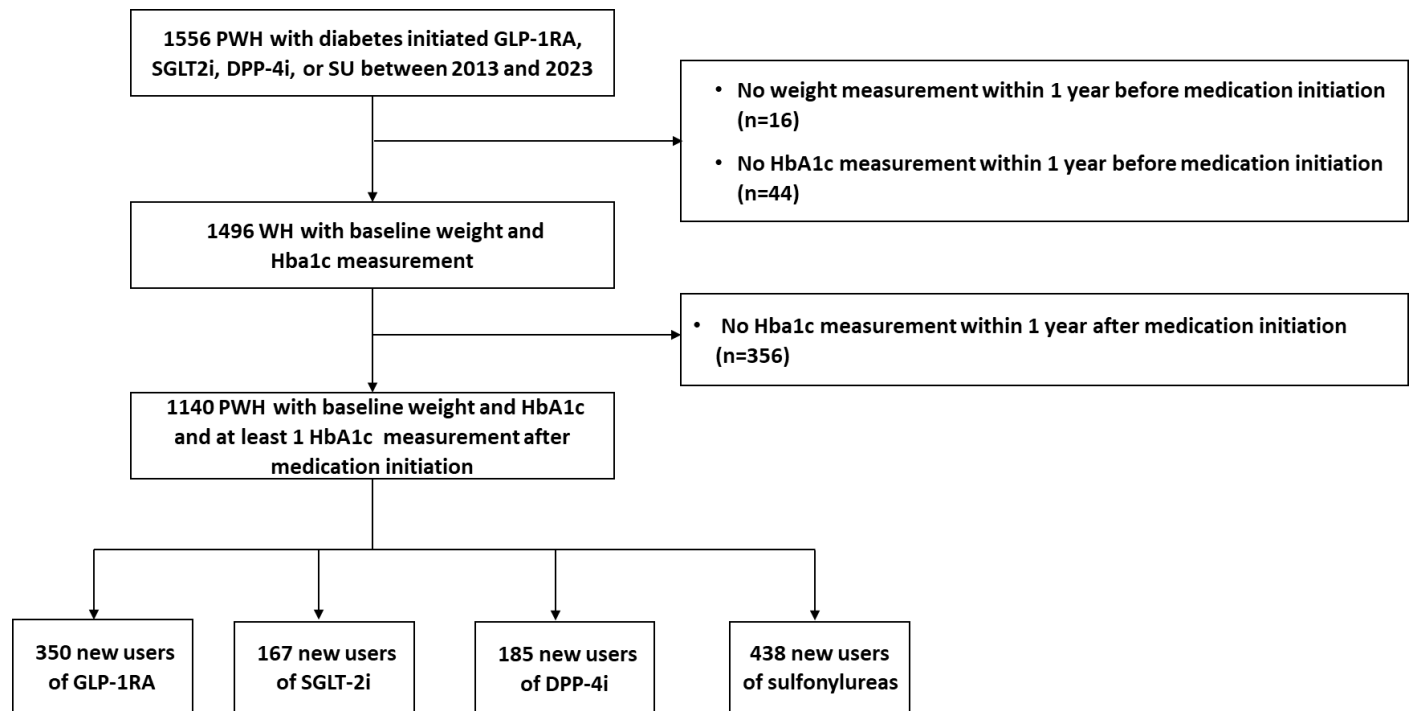 1556 PWH with diabetes initiated GLP-1RA,
SGLT2i, DPP-4i, or SU between 2013 and 2023
• No weight measurement within 1 year before medication initiation
(n=16)
• No HbA1c measurement within 1 year before medication initiation
(n=44)
1496 WH with baseline weight and
Hba1c measurement
• No Hba1c measurement within 1 year after medication initiation
(n=356)
1140 PWH with baseline weight and HbA1c
and at least 1 HbA1c measurement after
medication initiation
350 new users
of GLP-1RA
167 new users
of SGLT-2i
185 new users
of DPP-4i
438 new users
of sulfonylureas